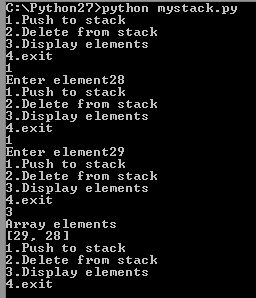 C:\Python27>python mystack.py
1.Push to stack
2.Delete from stack
3.Display elements
4.exit
1
Enter element28
1.Push to stack
2.Delete from stack
3.Display elements
4.exit
1
Enter element29
1.Push to stack
2.Delete from stack
3.Display elements
4.exit
3
Array elements
[29, 28]
1.Push to stack
2.Delete from stack
3.Display elements
4.exit